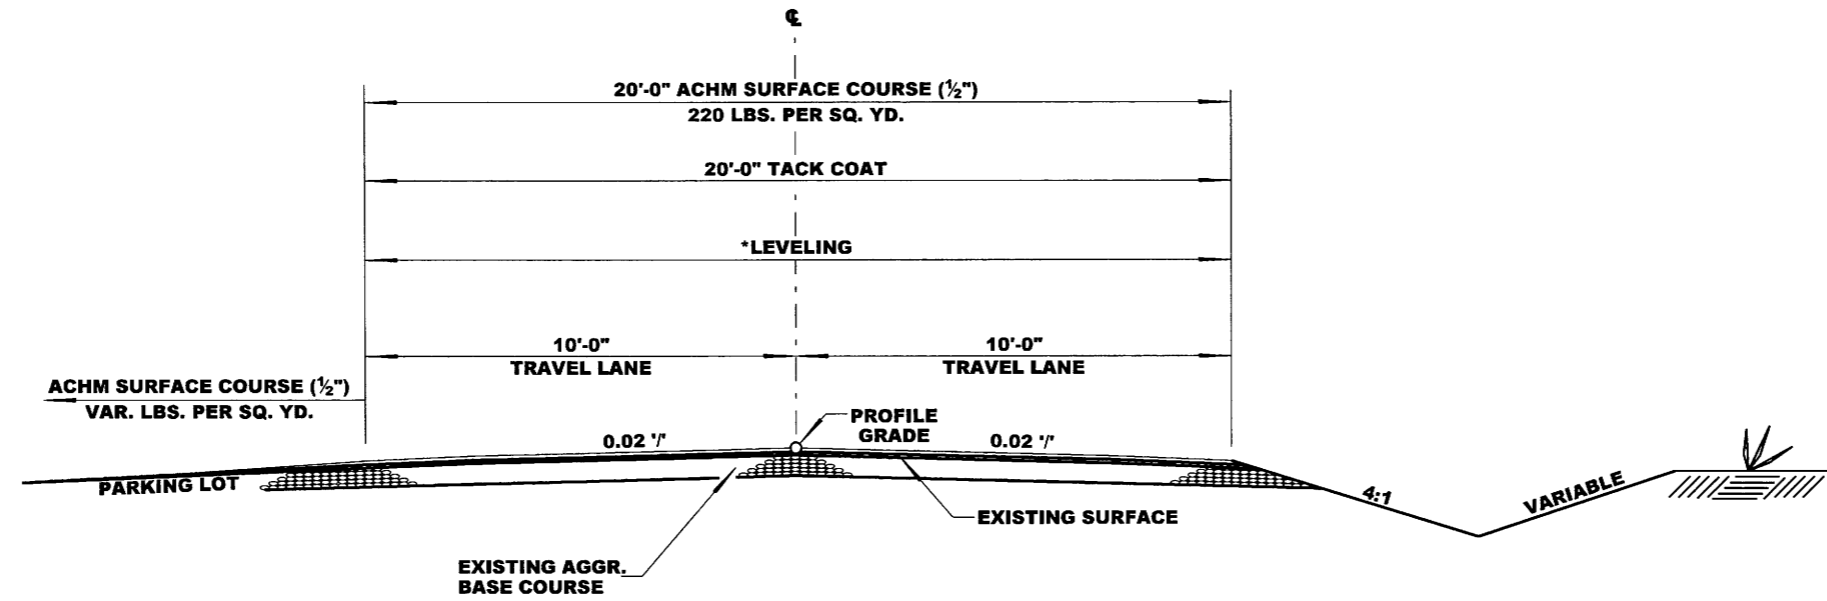 ℄
20'-0" ACHM SURFACE COURSE (½")
220 LBS. PER SQ. YD.
20'-0" TACK COAT
*LEVELING
10'-0"
TRAVEL LANE
10'-0"
TRAVEL LANE
ACHM SURFACE COURSE (½")
VAR. LBS. PER SQ. YD.
PROFILE
GRADE
0.02 '/'
0.02 '/'
PARKING LOT
4:1
VARIABLE
EXISTING SURFACE
EXISTING AGGR.
BASE COURSE